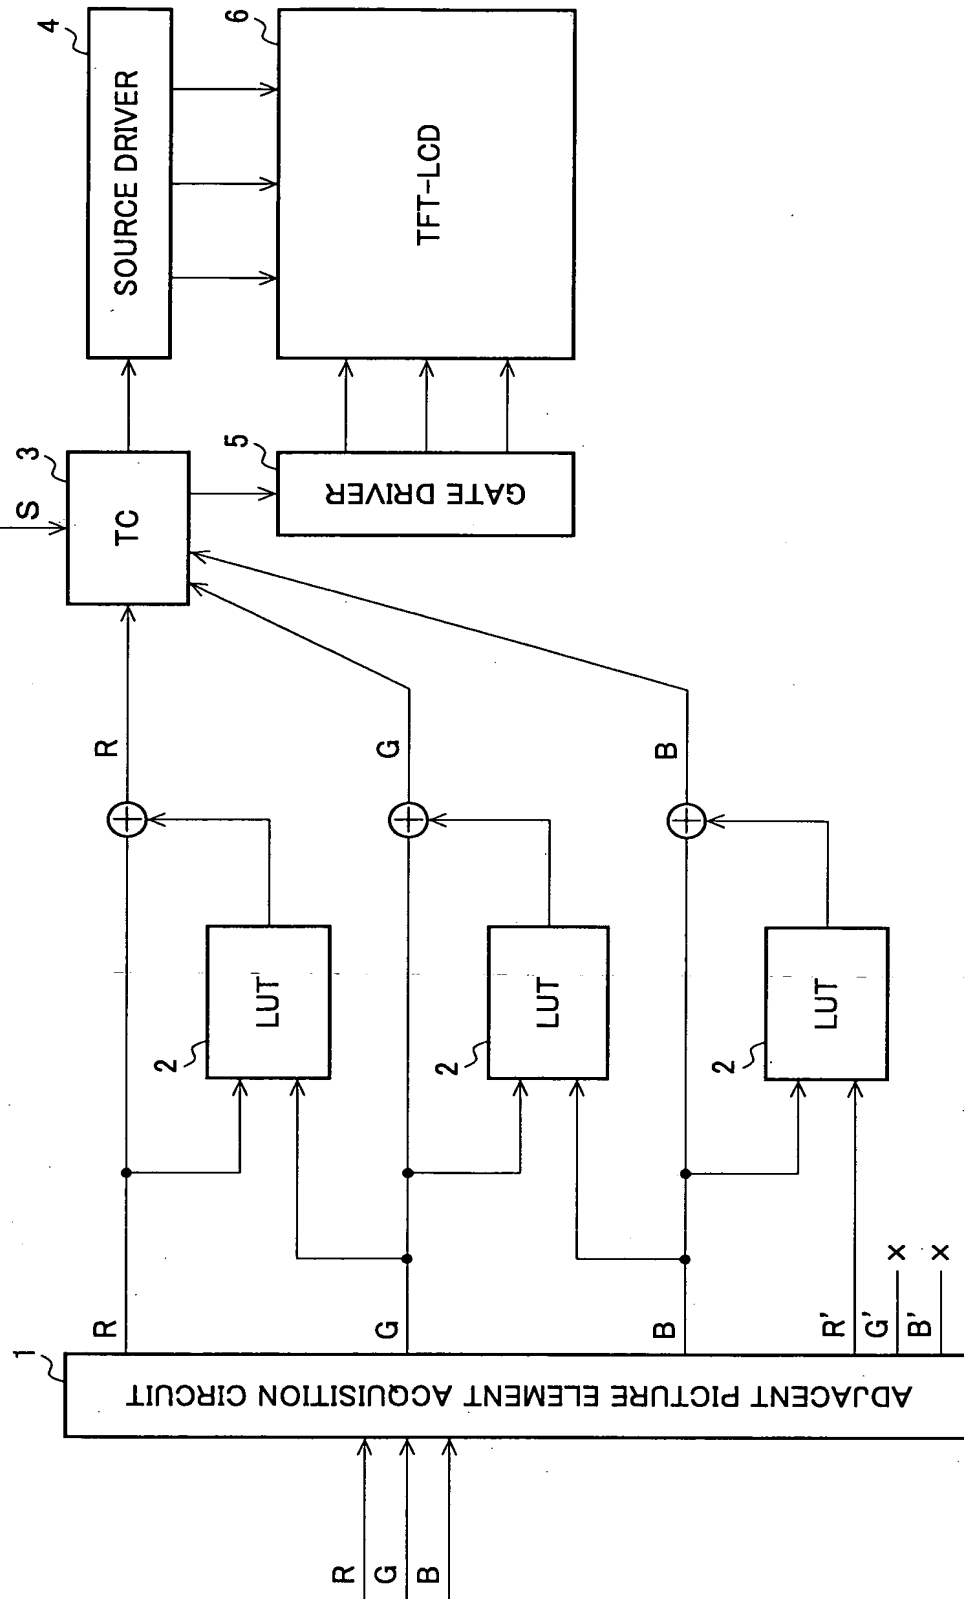 R
G
B
1
ADJACENT PICTURE ELEMENT ACQUISITION CIRCUIT
R
G
B
R'
G'
B'
×
×
2
LUT
2
LUT
2
LUT
R
G
B
S
3
TC
4
SOURCE DRIVER
5
GATE DRIVER
6
TFT-LCD